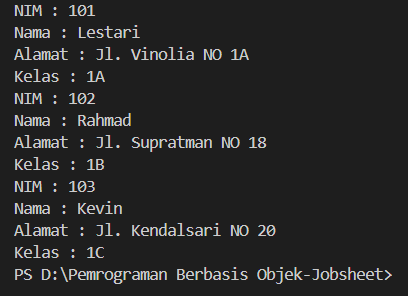 NIM : 101
Nama : Lestari
Alamat : Jl. Vinolia NO 1A
Kelas : 1A
NIM : 102
Nama : Rahmad
Alamat : Jl. Supratman NO 18
Kelas : 1B
NIM : 103
Nama : Kevin
Alamat : Jl. Kendalsari NO 20
Kelas : 1C
PS D:\Pemrograman Berbasis Objek-Jobsheet>